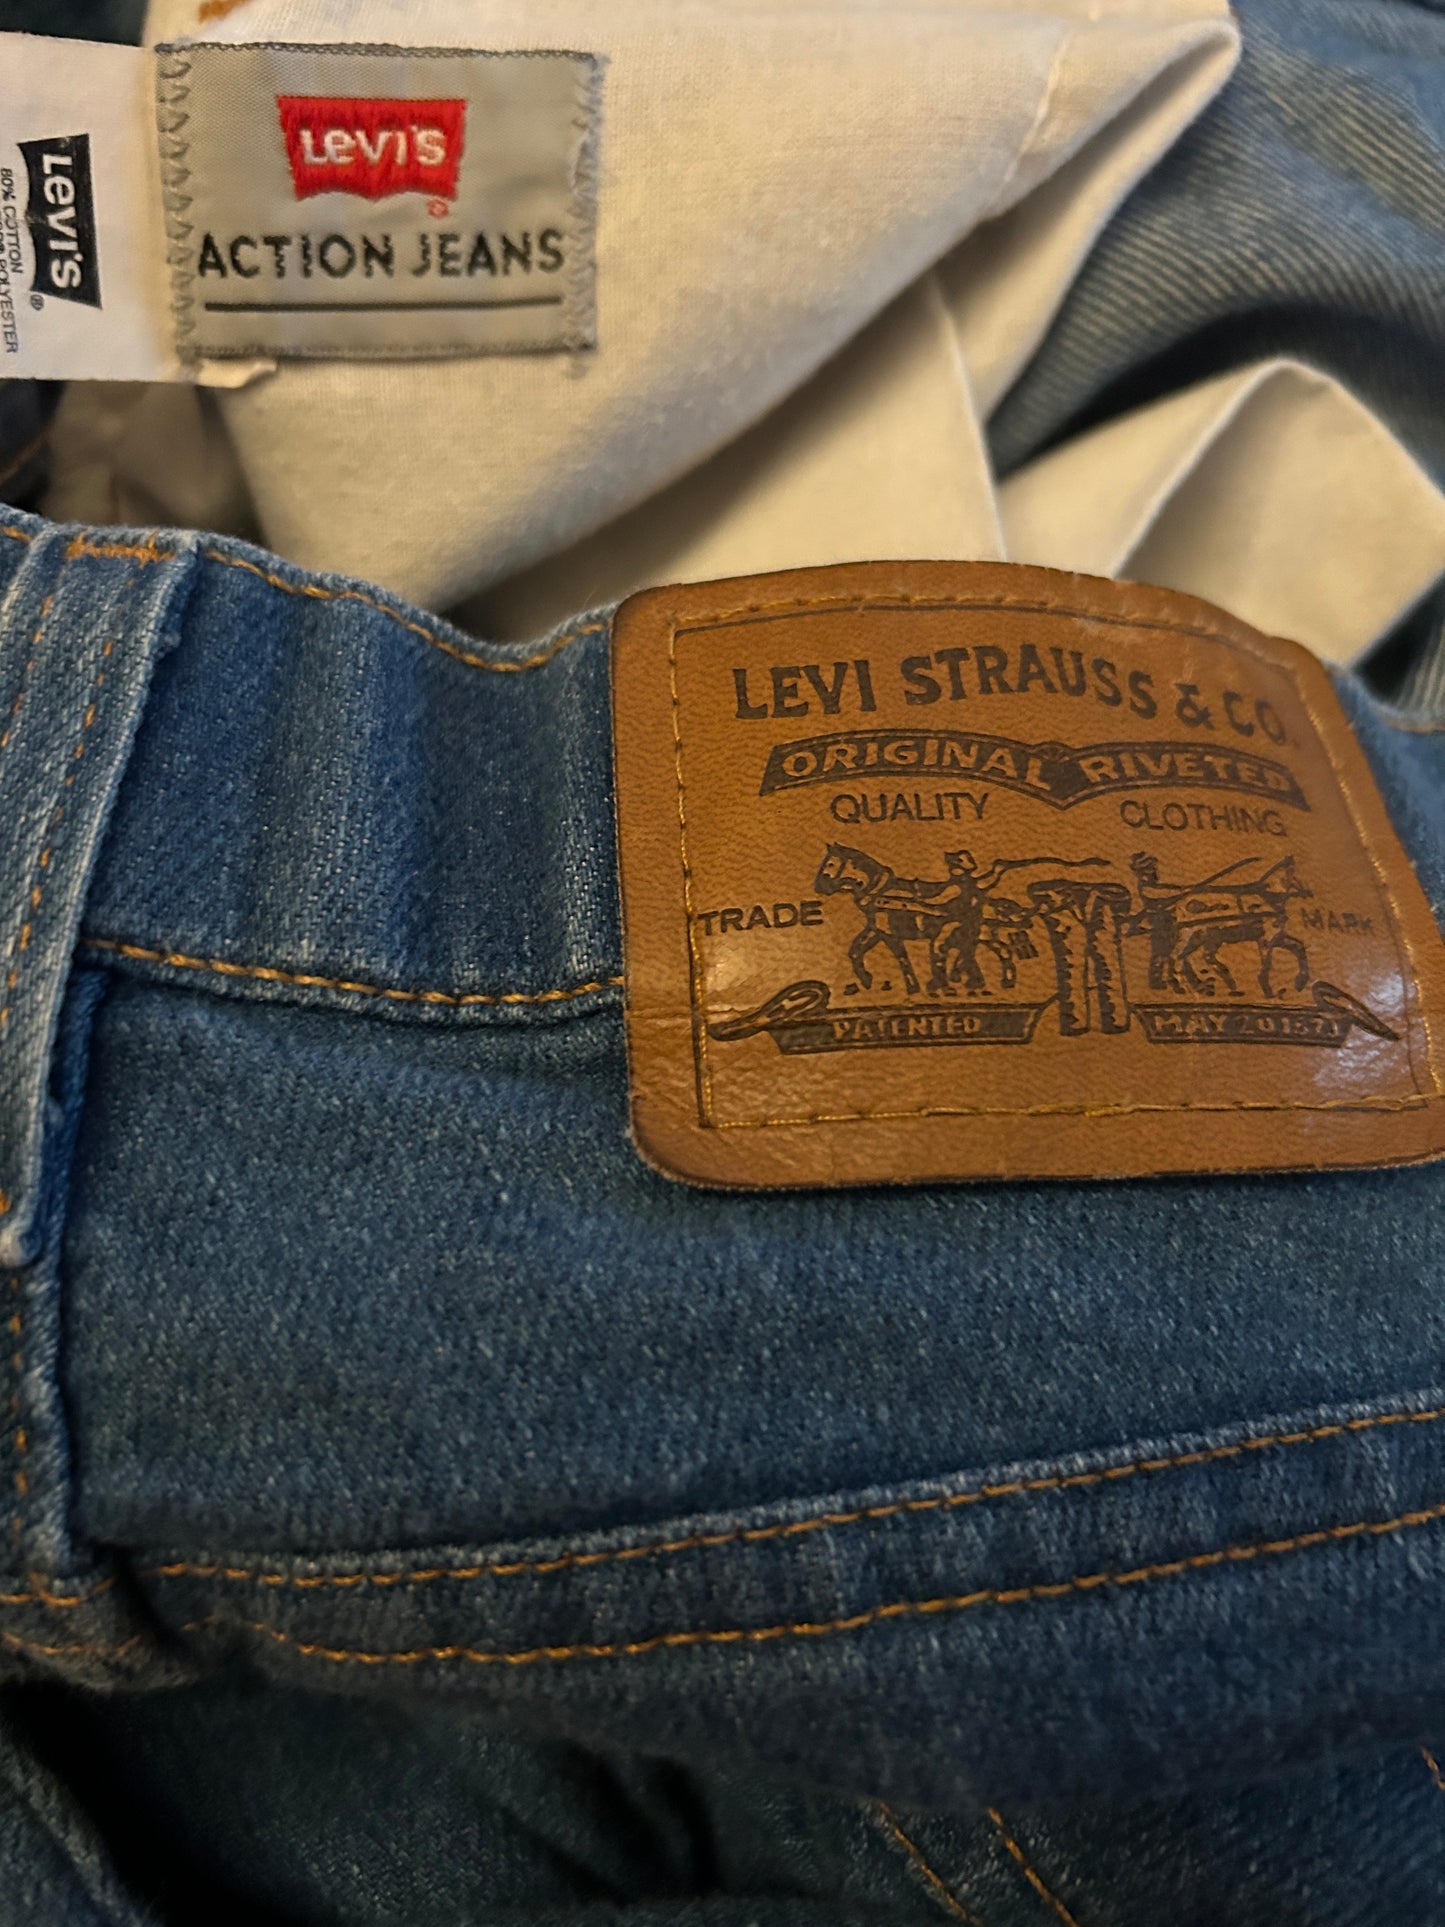 LEVI'S
®
80% COTTON
POLYESTER
LEVI'S
®
ACTION JEANS
LEVI STRAUSS & CO.
ORIGINAL RIVETED
QUALITY CLOTHING
TRADE MARK
PATENTED MAY 20 1873